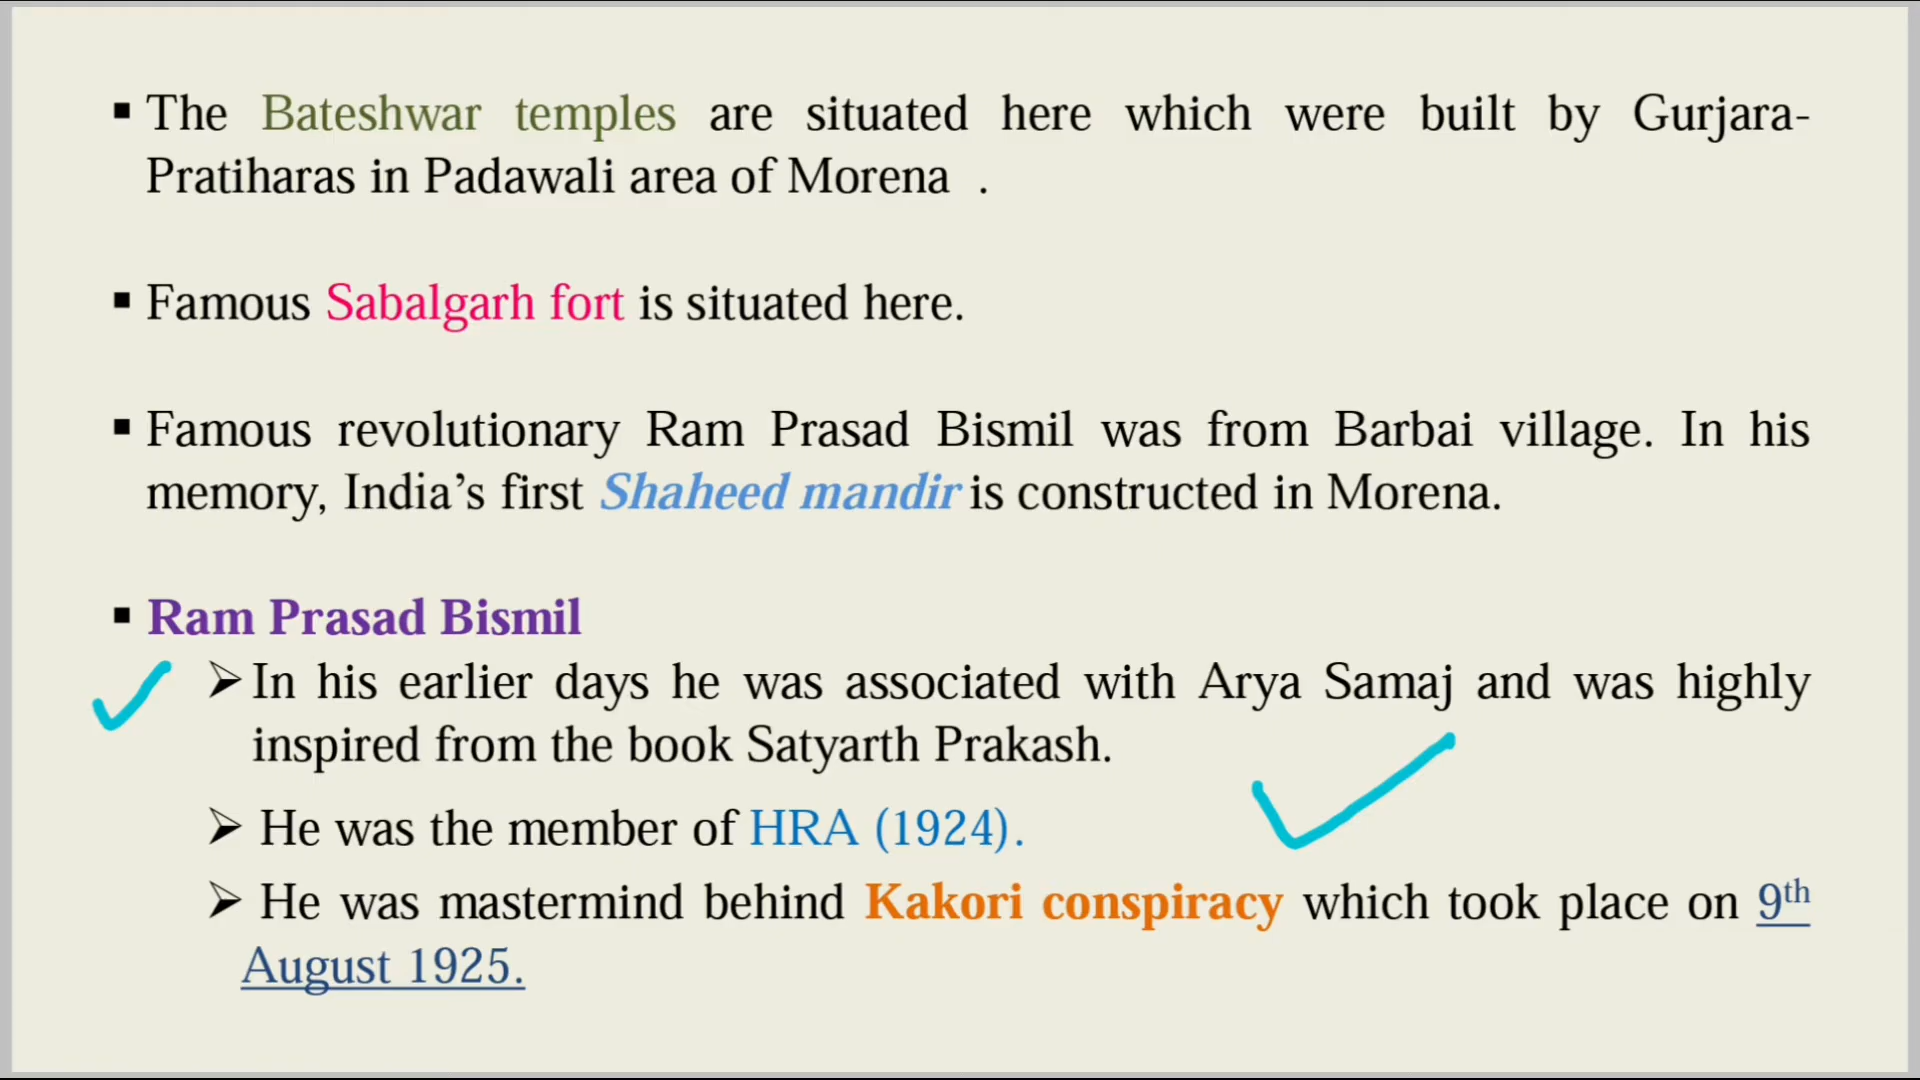 ▪ The Bateshwar temples are situated here which were built by Gurjara-
Pratiharas in Padawali area of Morena .
▪ Famous Sabalgarh fort is situated here.
▪ Famous revolutionary Ram Prasad Bismil was from Barbai village. In his
memory, India’s first Shaheed mandir is constructed in Morena.
▪ Ram Prasad Bismil
➢ In his earlier days he was associated with Arya Samaj and was highly
inspired from the book Satyarth Prakash.
➢ He was the member of HRA (1924).
➢ He was mastermind behind Kakori conspiracy which took place on 9th
August 1925.